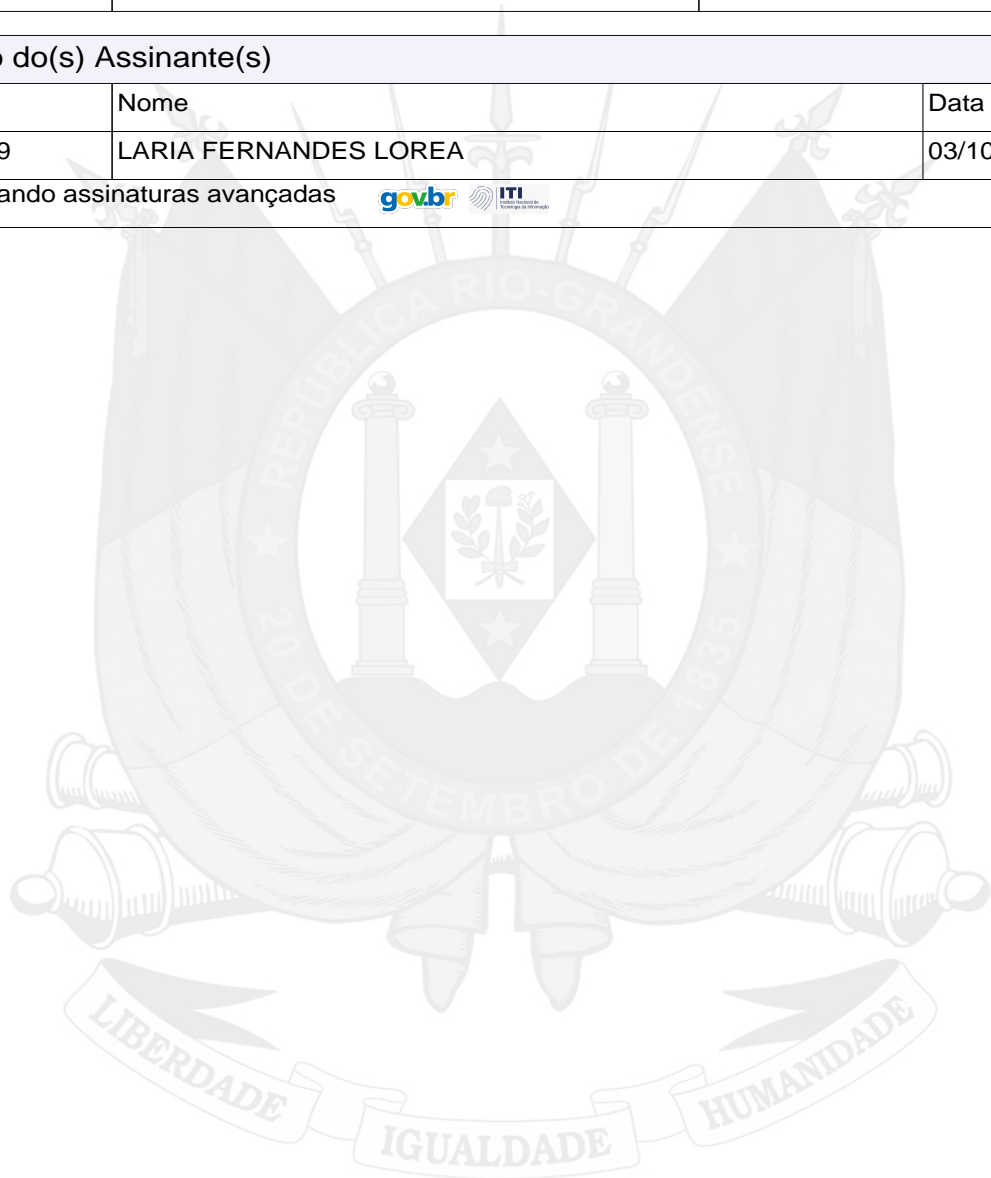 o do(s) Assinante(s)
Nome Data
9 LARIA FERNANDES LOREA 03/10
ando assinaturas avançadas gov.br ITI
REPÚBLICA RIO-GRANDENSE
20 DE SETEMBRO DE 1835
LIBERDADE IGUALDADE HUMANIDADE